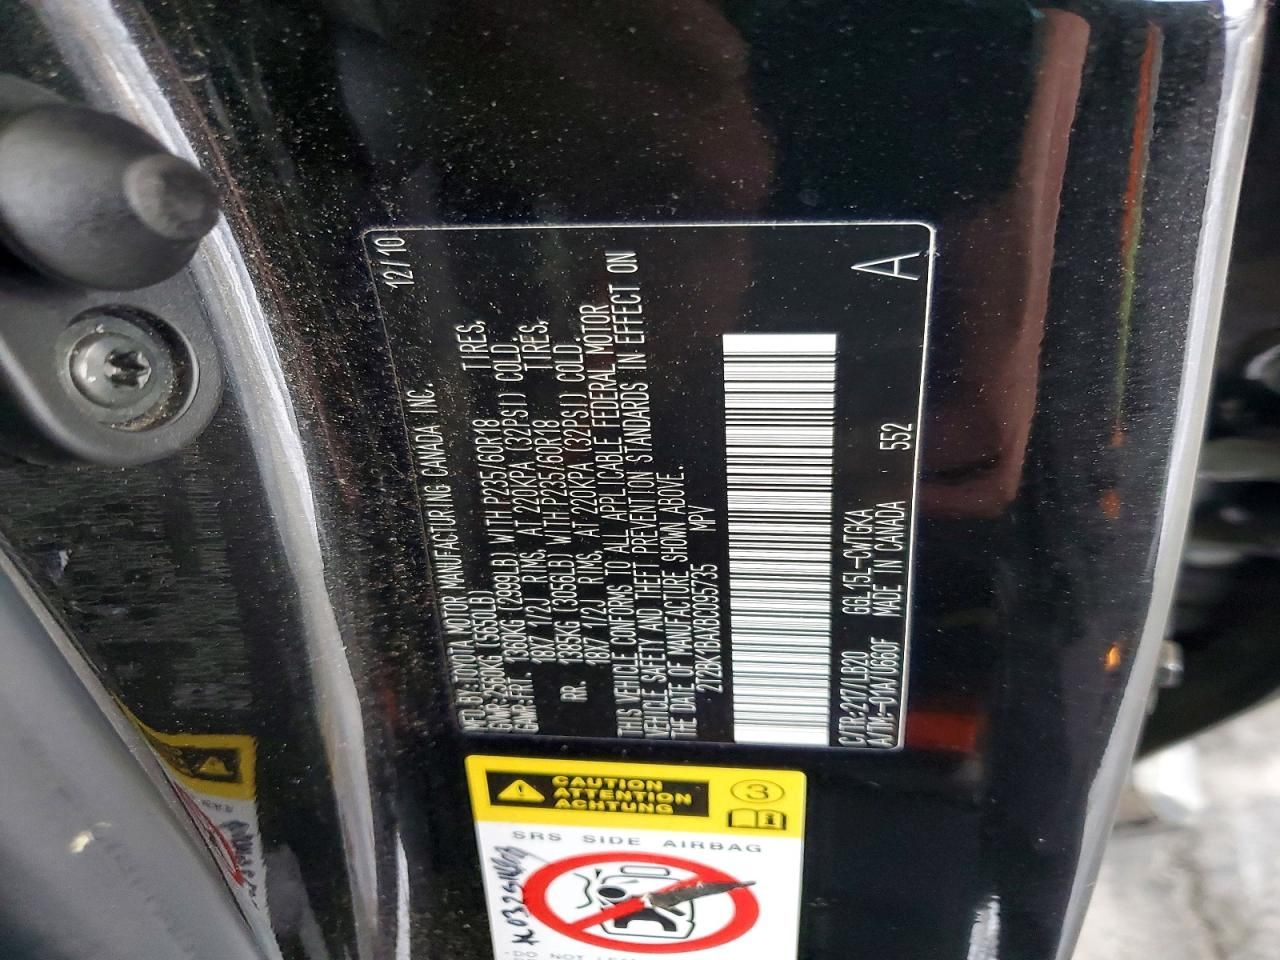 MFD. BY: TOYOTA MOTOR MANUFACTURING CANADA INC. 12/10
GVWR: 2560KG (5650LB)
GAWR: FRT. 1360KG (2999LB) WITH P235/60R18 TIRES,
18X7 1/2J RIMS, AT 220KPA (32PSI) COLD.
RR. 1385KG (3056LB) WITH P235/60R18 TIRES,
18X7 1/2J RIMS, AT 220KPA (32PSI) COLD.
THIS VEHICLE CONFORMS TO ALL APPLICABLE FEDERAL MOTOR
VEHICLE SAFETY AND THEFT PREVENTION STANDARDS IN EFFECT ON
THE DATE OF MANUFACTURE SHOWN ABOVE.
2T2BK1BAXBC095735 MPV
C/TR: 217/LB20 GGL15L-CWTGKA A
A/TM: -01A/U660F MADE IN CANADA 552
CAUTION
ATTENTION
ACHTUNG
3
SRS SIDE AIRBAG